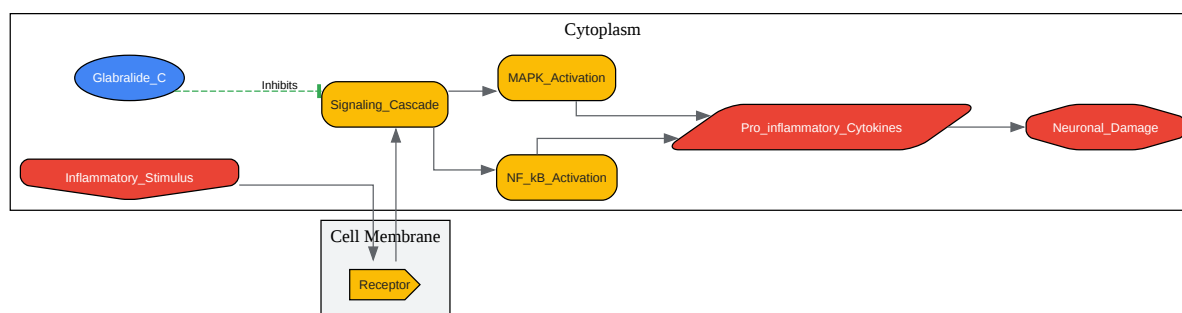 Cytoplasm
Glabralide_C
Inhibits
Signaling_Cascade
MAPK_Activation
Pro_inflammatory_Cytokines
Neuronal_Damage
Inflammatory_Stimulus
NF_kB_Activation
Cell Membrane
Receptor